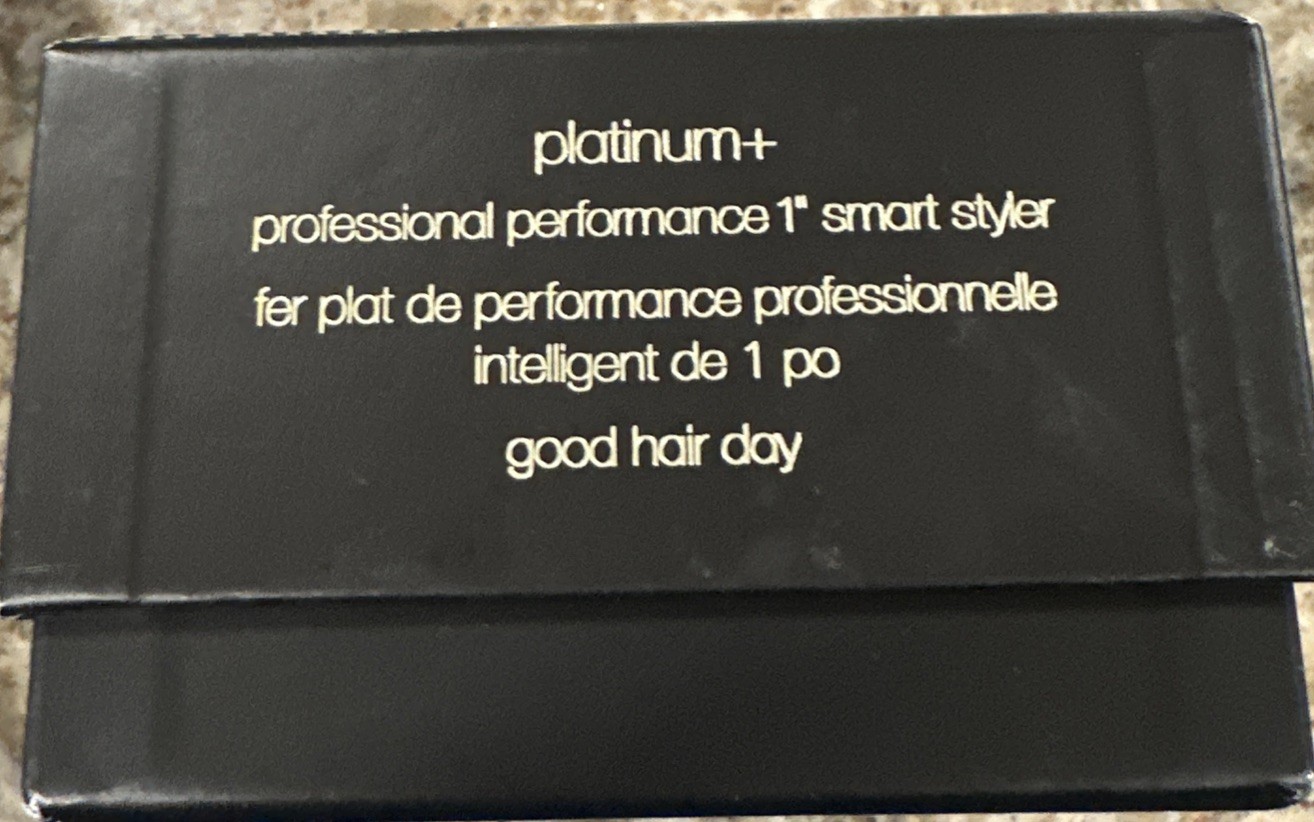 platinum+
professional performance 1" smart styler
fer plat de performance professionnelle
intelligent de 1 po
good hair day